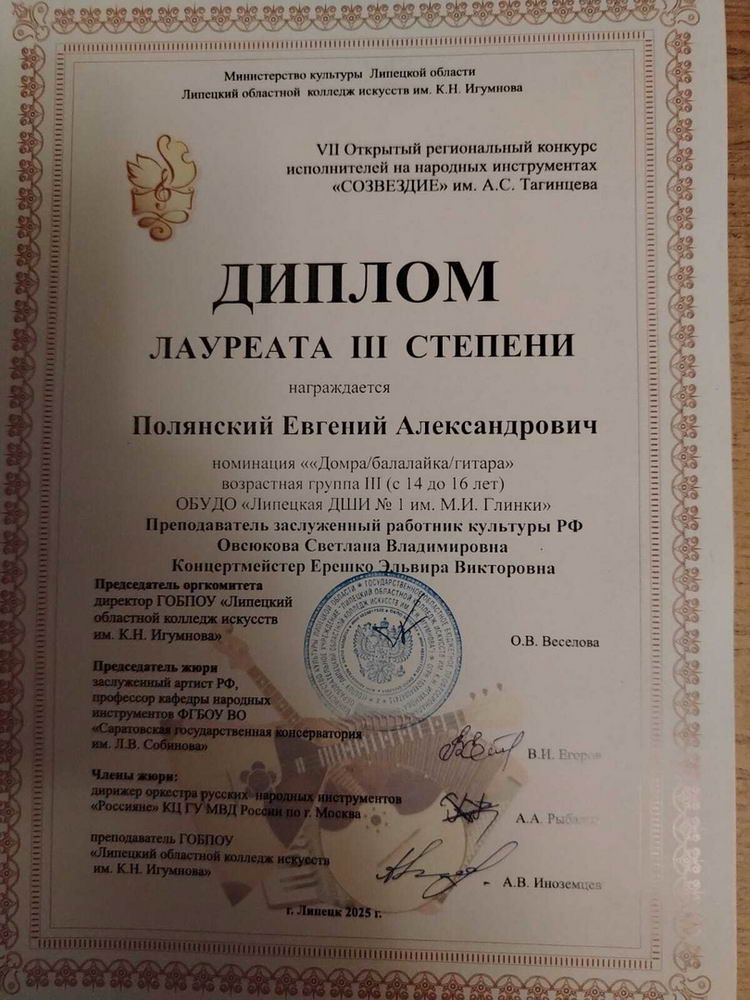 Министерство культуры Липецкой области
Липецкий областной колледж искусств им. К.Н. Игумнова
VII Открытый региональный конкурс
исполнителей на народных инструментах
«СОЗВЕЗДИЕ» им. А.С. Тагинцева
ДИПЛОМ
ЛАУРЕАТА III СТЕПЕНИ
награждается
Полянский Евгений Александрович
номинация ««Домра/балалайка/гитара»
возрастная группа III (с 14 до 16 лет)
ОБУДО «Липецкая ДШИ № 1 им. М.И. Глинки»
Преподаватель заслуженный работник культуры РФ
Овсюкова Светлана Владимировна
Концертмейстер Ерешко Эльвира Викторовна
Председатель оргкомитета
директор ГОБПОУ «Липецкий
областной колледж искусств
им. К.Н. Игумнова»
О.В. Веселова
Председатель жюри
заслуженный артист РФ,
профессор кафедры народных
инструментов ФГБОУ ВО
«Саратовская государственная консерватория
им. Л.В. Собинова»
В.И. Егоров
Члены жюри:
дирижер оркестра русских народных инструментов
«Россияне» КЦ ГУ МВД России по г. Москва
А.А.
преподаватель ГОБПОУ
«Липецкий областной колледж искусств
им. К.Н. Игумнова»
А.В. Иноземцев
г. Липецк 2025 г.